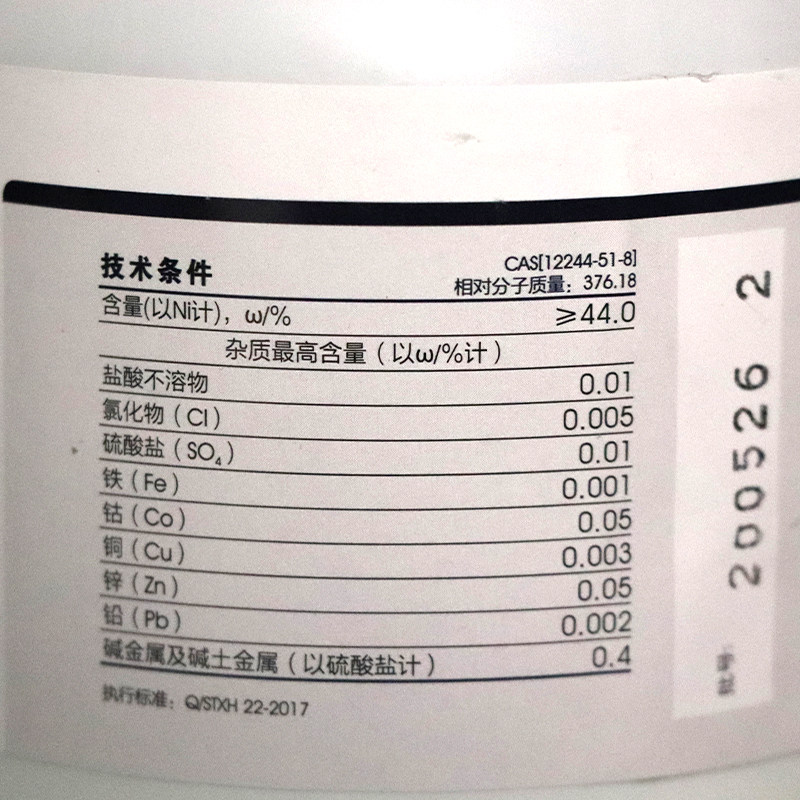 技术条件
CAS[12244-51-8]
相对分子质量：376.18
含量(以Ni计)，ω/% ≥44.0
杂质最高含量（以ω/%计）
盐酸不溶物 0.01
氯化物（Cl） 0.005
硫酸盐（SO₄） 0.01
铁（Fe） 0.001
钴（Co） 0.05
铜（Cu） 0.003
锌（Zn） 0.05
铅（Pb） 0.002
碱金属及碱土金属（以硫酸盐计） 0.4
执行标准：Q/STXH 22-2017
批号: 200526 2